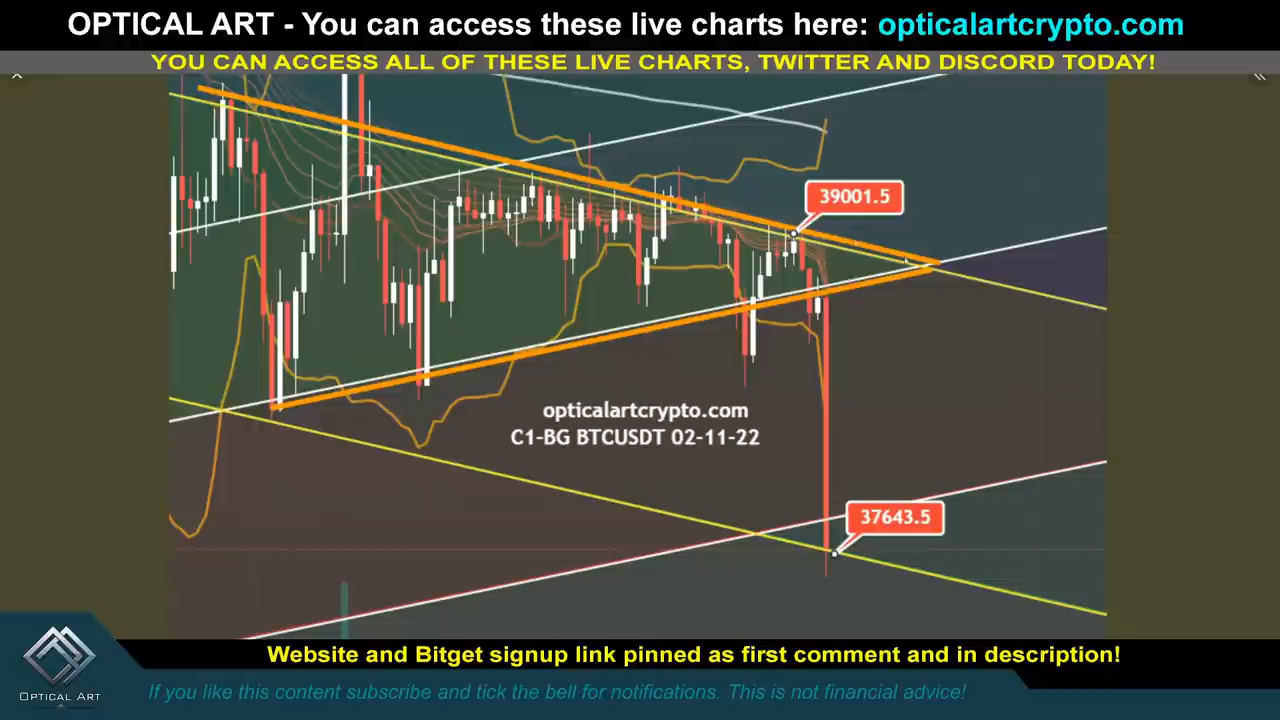 OPTICAL ART - You can access these live charts here: opticalartcrypto.com
YOU CAN ACCESS ALL OF THESE LIVE CHARTS, TWITTER AND DISCORD TODAY!
39001.5
opticalartcrypto.com
C1-BG BTCUSDT 02-11-22
37643.5
Website and Bitget signup link pinned as first comment and in description!
OPTICAL ART
If you like this content subscribe and tick the bell for notifications. This is not financial advice!